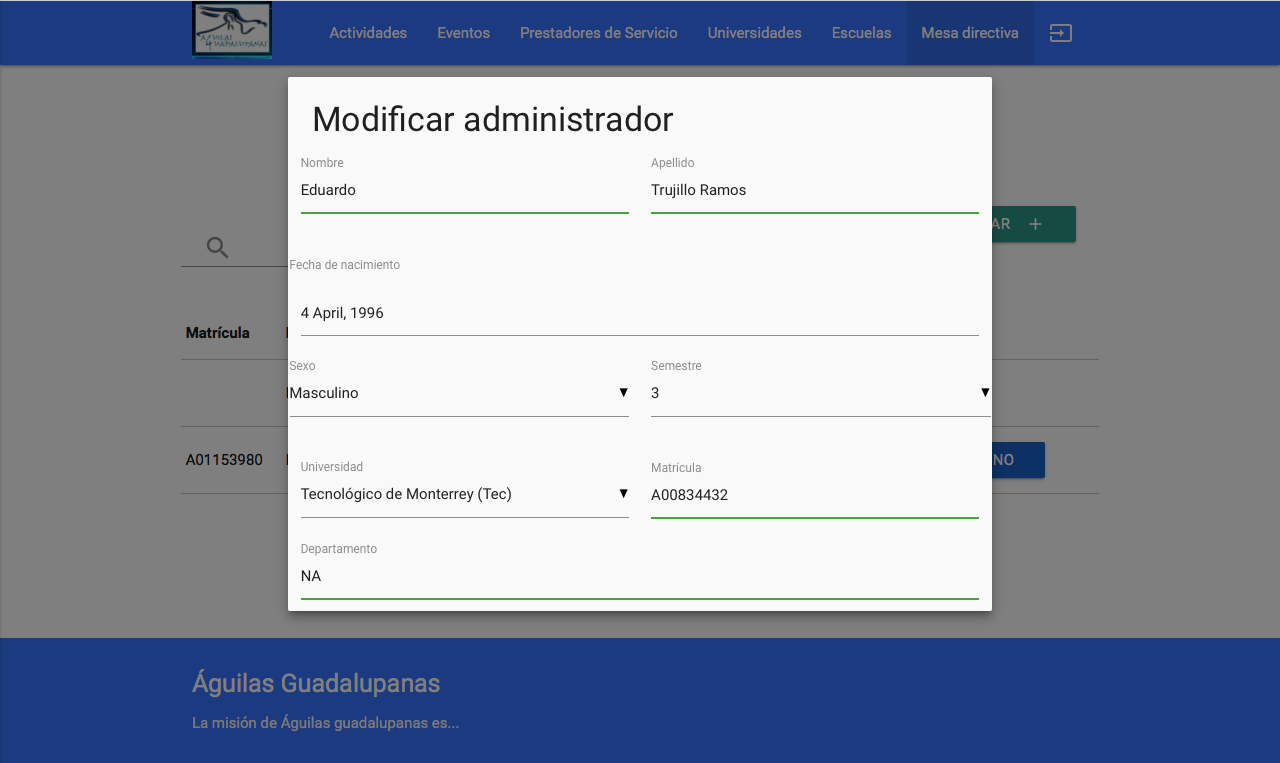 AGUILAS
GUADALUPANAS
Actividades Eventos Prestadores de Servicio Universidades Escuelas Mesa directiva
Modificar administrador
Nombre Apellido
Eduardo Trujillo Ramos
AR +
Fecha de nacimiento
4 April, 1996
Matrícula
Sexo Semestre
Masculino 3
A01153980 NO
Universidad Matrícula
Tecnológico de Monterrey (Tec) A00834432
Departamento
NA
Águilas Guadalupanas
La misión de Águilas guadalupanas es...